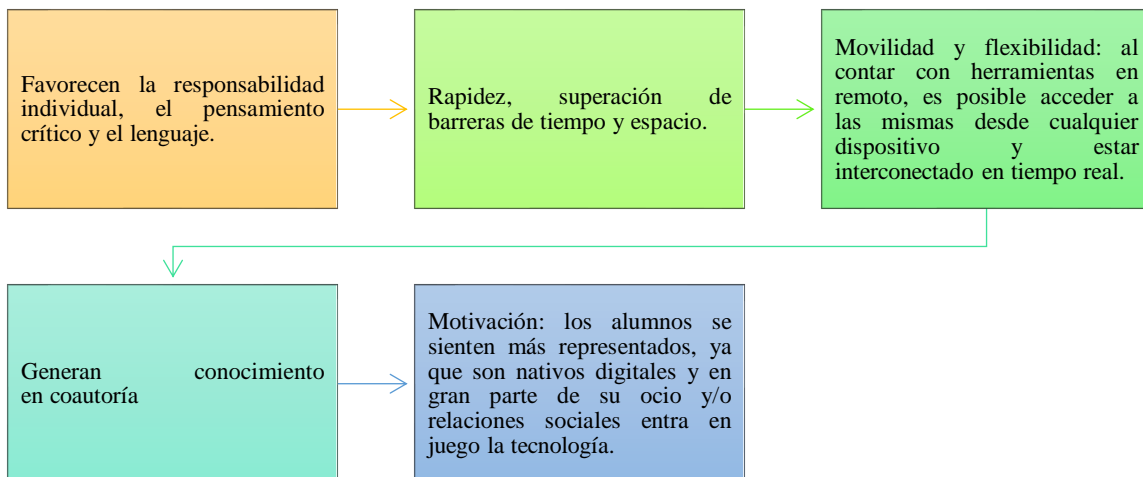 Favorecen la responsabilidad
individual, el pensamiento
crítico y el lenguaje.
Rapidez, superación de
barreras de tiempo y espacio.
Movilidad y flexibilidad: al
contar con herramientas en
remoto, es posible acceder a
las mismas desde cualquier
dispositivo y estar
interconectado en tiempo real.
Generan conocimiento
en coautoría
Motivación: los alumnos se
sienten más representados, ya
que son nativos digitales y en
gran parte de su ocio y/o
relaciones sociales entra en
juego la tecnología.